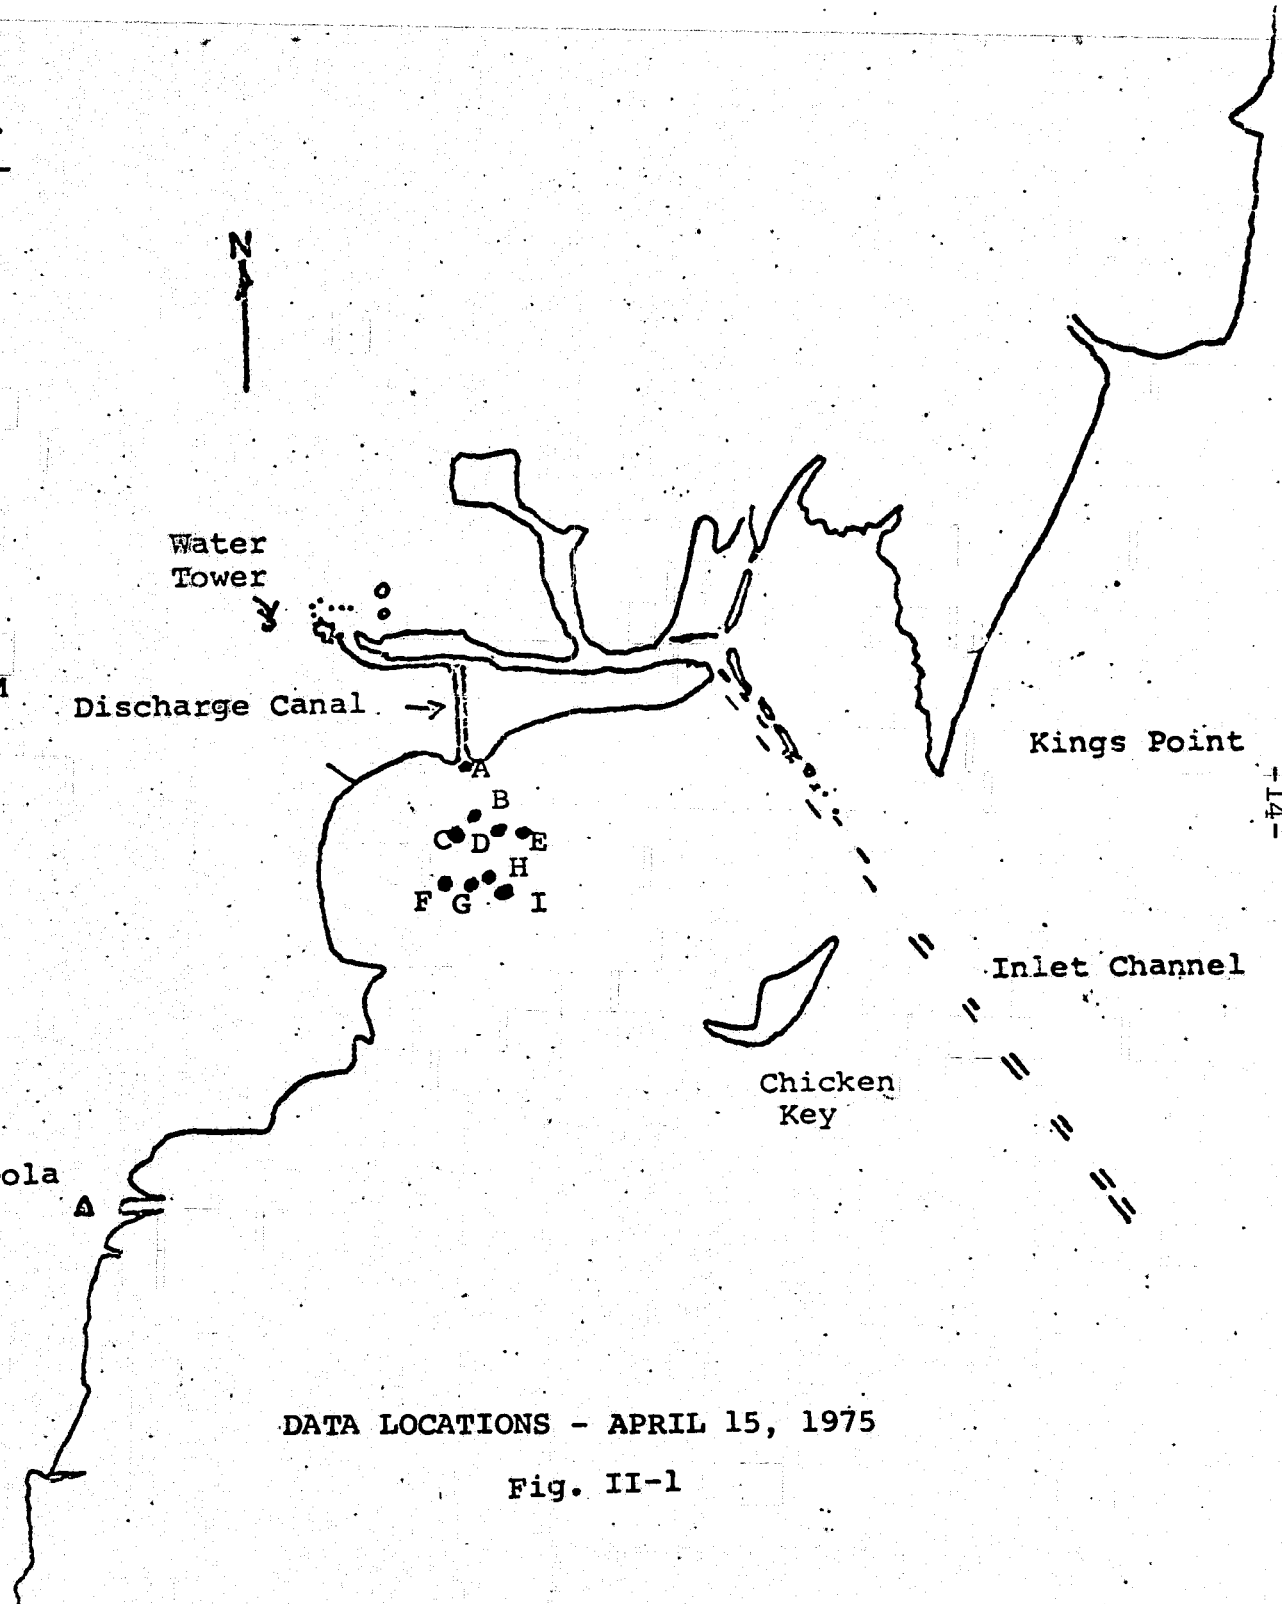 N
Water
Tower
M
Discharge Canal
Kings Point
-14-
A
B
C D E
H
F G I
Inlet Channel
Chicken
Key
ola
DATA LOCATIONS - APRIL 15, 1975
Fig. II-1